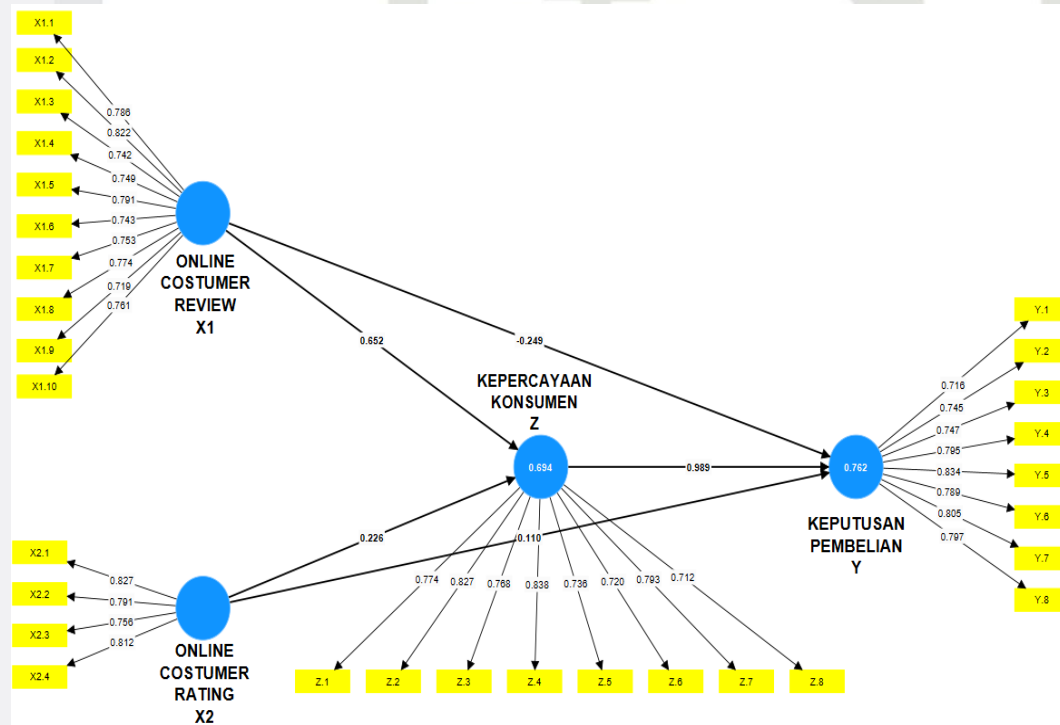 X1.1
X1.2
X1.3
X1.4
X1.5
X1.6
X1.7
X1.8
X1.9
X1.10
0.786
0.822
0.742
0.749
0.791
0.743
0.753
0.774
0.719
0.761
ONLINE
COSTUMER
REVIEW
X1
0.652
-0.249
KEPERCAYAAN
KONSUMEN
Z
0.694
0.989
0.762
KEPUTUSAN
PEMBELIAN
Y
Y.1
Y.2
Y.3
Y.4
Y.5
Y.6
Y.7
Y.8
0.716
0.745
0.747
0.795
0.834
0.789
0.805
0.797
0.226
0.110
X2.1
X2.2
X2.3
X2.4
0.827
0.791
0.756
0.812
ONLINE
COSTUMER
RATING
X2
0.774
0.827
0.768
0.838
0.736
0.720
0.793
0.712
Z.1
Z.2
Z.3
Z.4
Z.5
Z.6
Z.7
Z.8